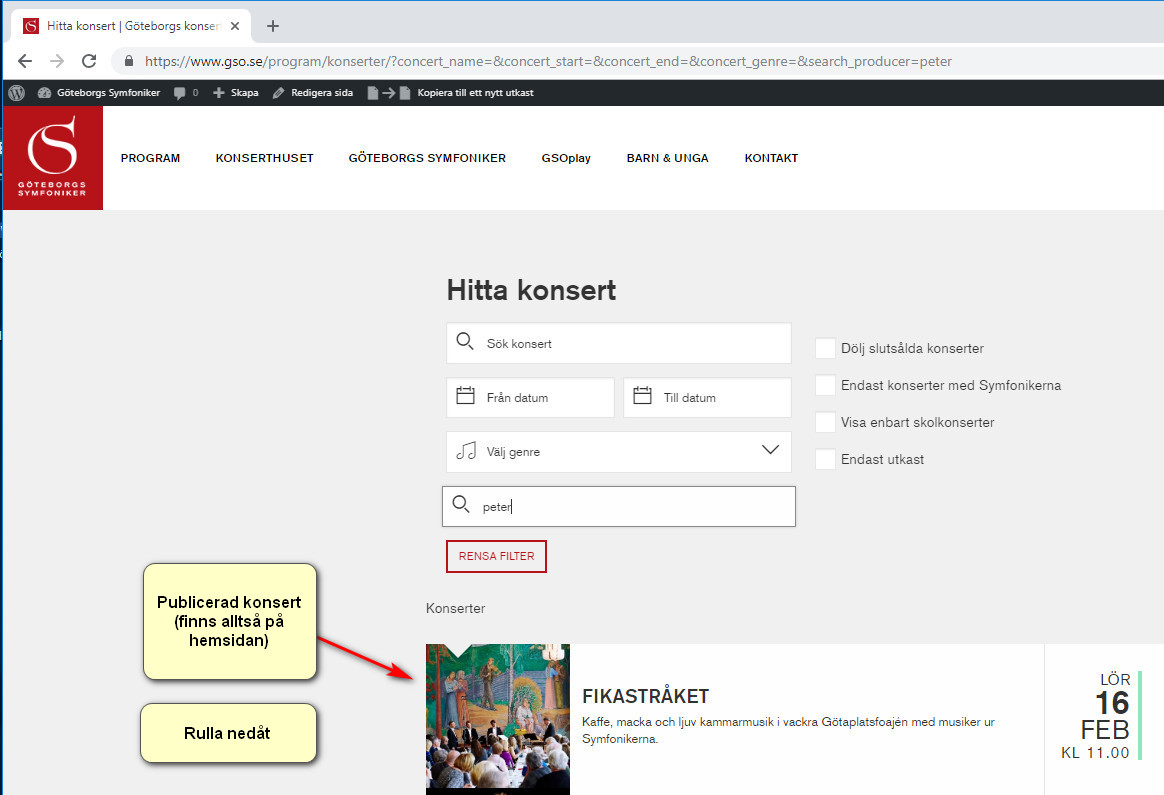 Hitta konsert | Göteborgs konser
https://www.gso.se/program/konserter/?concert_name=&concert_start=&concert_end=&concert_genre=&search_producer=peter
Göteborgs Symfoniker 0 Skapa Redigera sida Kopiera till ett nytt utkast
GÖTEBORGS
SYMFONIKER
PROGRAM KONSERTHUSET GÖTEBORGS SYMFONIKER GSOplay BARN & UNGA KONTAKT
Hitta konsert
Sök konsert
Från datum Till datum
Välj genre
peter
RENSA FILTER
Dölj slutsålda konserter
Endast konserter med Symfonikerna
Visa enbart skolkonserter
Endast utkast
Publicerad konsert
(finns alltså på
hemsidan)
Rulla nedåt
Konserter
FIKASTRÅKET
Kaffe, macka och ljuv kammarmusik i vackra Götaplatsfoajén med musiker ur
Symfonikerna.
LÖR
16
FEB
KL 11.00